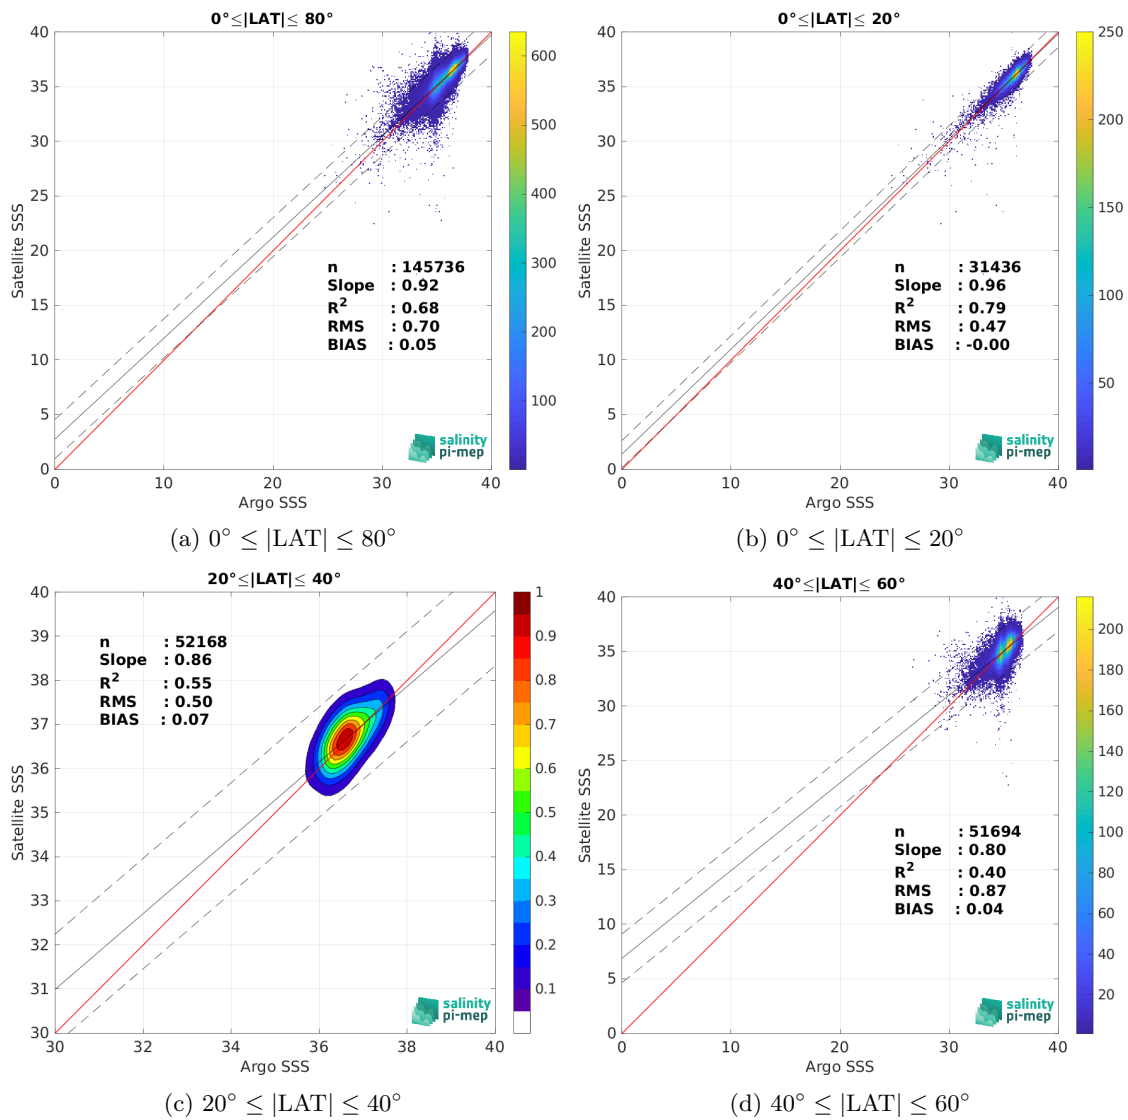 0°≤|LAT|≤ 80°
Satellite SSS
40
35
30
25
20
15
10
5
0
0
10
20
30
40
Argo SSS
n : 145736
Slope : 0.92
R² : 0.68
RMS : 0.70
BIAS : 0.05
salinity
pi-mep
600
500
400
300
200
100
(a) 0° ≤ |LAT| ≤ 80°
0°≤|LAT|≤ 20°
Satellite SSS
40
35
30
25
20
15
10
5
0
0
10
20
30
40
Argo SSS
n : 31436
Slope : 0.96
R² : 0.79
RMS : 0.47
BIAS : -0.00
salinity
pi-mep
250
200
150
100
50
(b) 0° ≤ |LAT| ≤ 20°
20°≤|LAT|≤ 40°
Satellite SSS
40
39
38
37
36
35
34
33
32
31
30
30
32
34
36
38
40
Argo SSS
n : 52168
Slope : 0.86
R² : 0.55
RMS : 0.50
BIAS : 0.07
salinity
pi-mep
1
0.9
0.8
0.7
0.6
0.5
0.4
0.3
0.2
0.1
(c) 20° ≤ |LAT| ≤ 40°
40°≤|LAT|≤ 60°
Satellite SSS
40
35
30
25
20
15
10
5
0
0
10
20
30
40
Argo SSS
n : 51694
Slope : 0.80
R² : 0.40
RMS : 0.87
BIAS : 0.04
salinity
pi-mep
200
180
160
140
120
100
80
60
40
20
(d) 40° ≤ |LAT| ≤ 60°